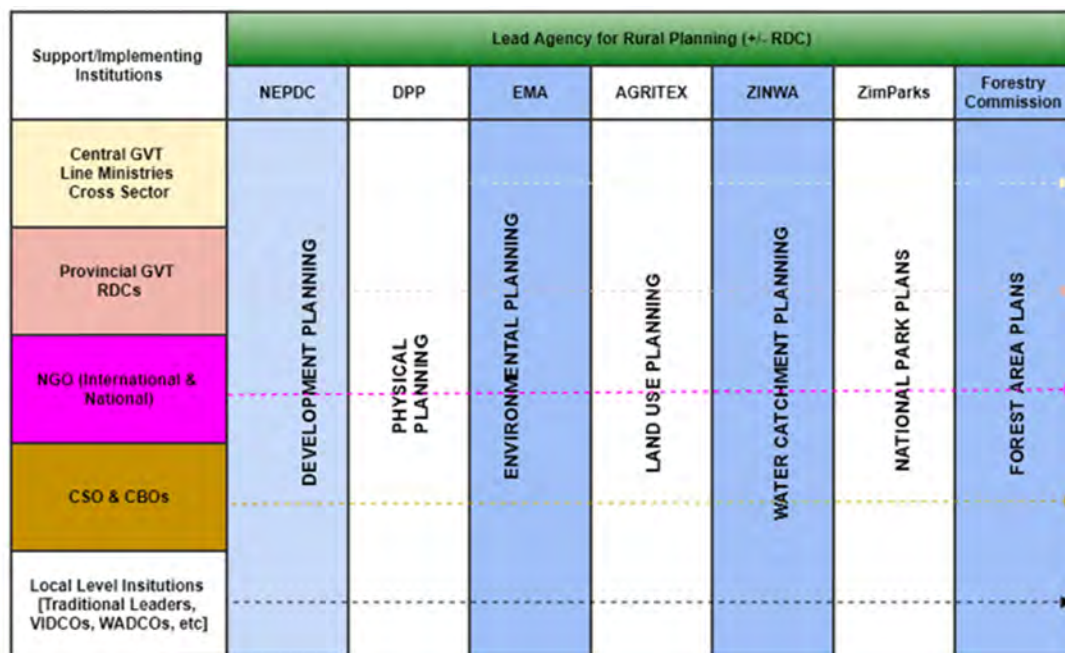 Support/Implementing
Institutions
Lead Agency for Rural Planning (+/- RDC)
NEPDC
DPP
EMA
AGRITEX
ZINWA
ZimParks
Forestry
Commission
Central GVT
Line Ministries
Cross Sector
Provincial GVT
RDCs
NGO (International &
National)
CSO & CBOs
Local Level Insitutions
[Traditional Leaders,
VIDCOs, WADCOs, etc]
DEVELOPMENT PLANNING
PHYSICAL
PLANNING
ENVIRONMENTAL PLANNING
LAND USE PLANNING
WATER CATCHMENT PLANNING
NATIONAL PARK PLANS
FOREST AREA PLANS